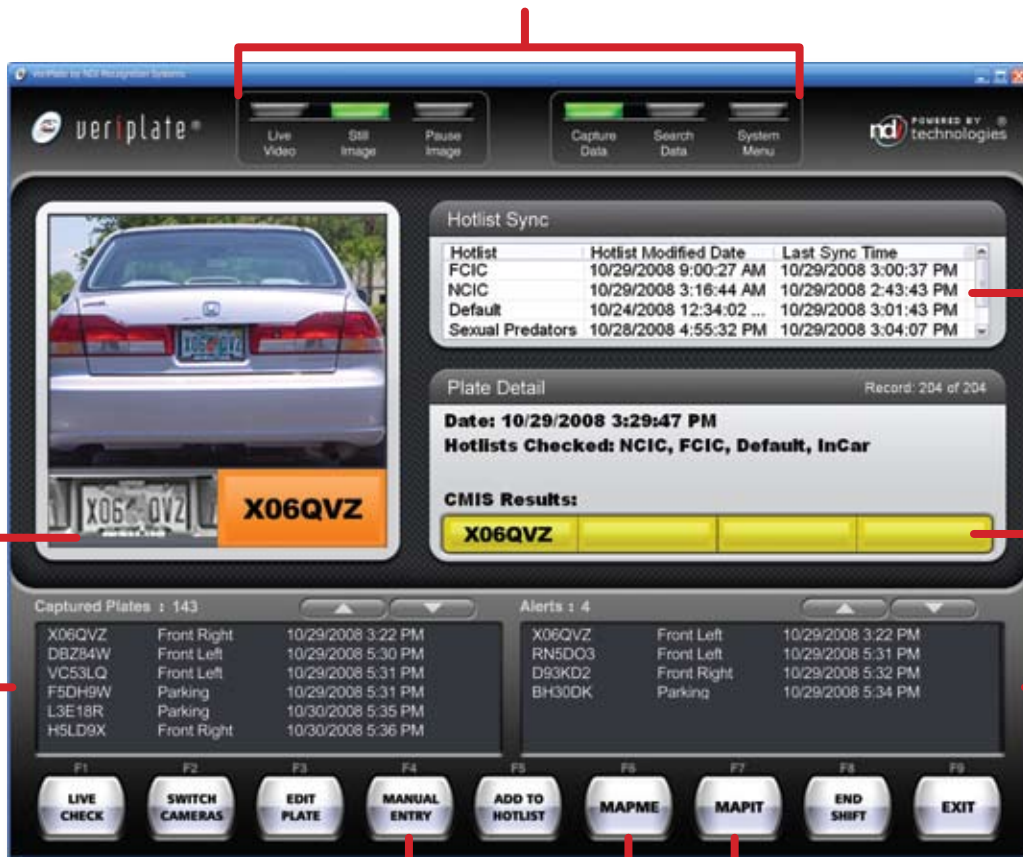 VeriPlate by NDI Recognition Systems
veriplate®
Live Video
Still Image
Pause Image
Capture Data
Search Data
System Menu
ndi POWERED BY ® technologies
Hotlist Sync
Hotlist Hotlist Modified Date Last Sync Time
FCIC 10/29/2008 9:00:27 AM 10/29/2008 3:00:37 PM
NCIC 10/29/2008 3:16:44 AM 10/29/2008 2:43:43 PM
Default 10/24/2008 12:34:02 ... 10/29/2008 3:01:43 PM
Sexual Predators 10/28/2008 4:55:32 PM 10/29/2008 3:04:07 PM
Plate Detail Record: 204 of 204
Date: 10/29/2008 3:29:47 PM
Hotlists Checked: NCIC, FCIC, Default, InCar
CMIS Results:
X06QVZ
X06 QVZ
X06QVZ
Captured Plates : 143
X06QVZ Front Right 10/29/2008 3:22 PM
DBZ84W Front Left 10/29/2008 5:30 PM
VC53LQ Front Left 10/29/2008 5:31 PM
F5DH9W Parking 10/29/2008 5:31 PM
L3E18R Parking 10/30/2008 5:35 PM
H5LD9X Front Right 10/30/2008 5:36 PM
Alerts : 4
X06QVZ Front Left 10/29/2008 3:22 PM
RN5DO3 Front Left 10/29/2008 5:31 PM
D93KD2 Front Right 10/29/2008 5:32 PM
BH30DK Parking 10/29/2008 5:34 PM
F1 F2 F3 F4 F5 F6 F7 F8 F9
LIVE CHECK
SWITCH CAMERAS
EDIT PLATE
MANUAL ENTRY
ADD TO HOTLIST
MAPME
MAPIT
END SHIFT
EXIT